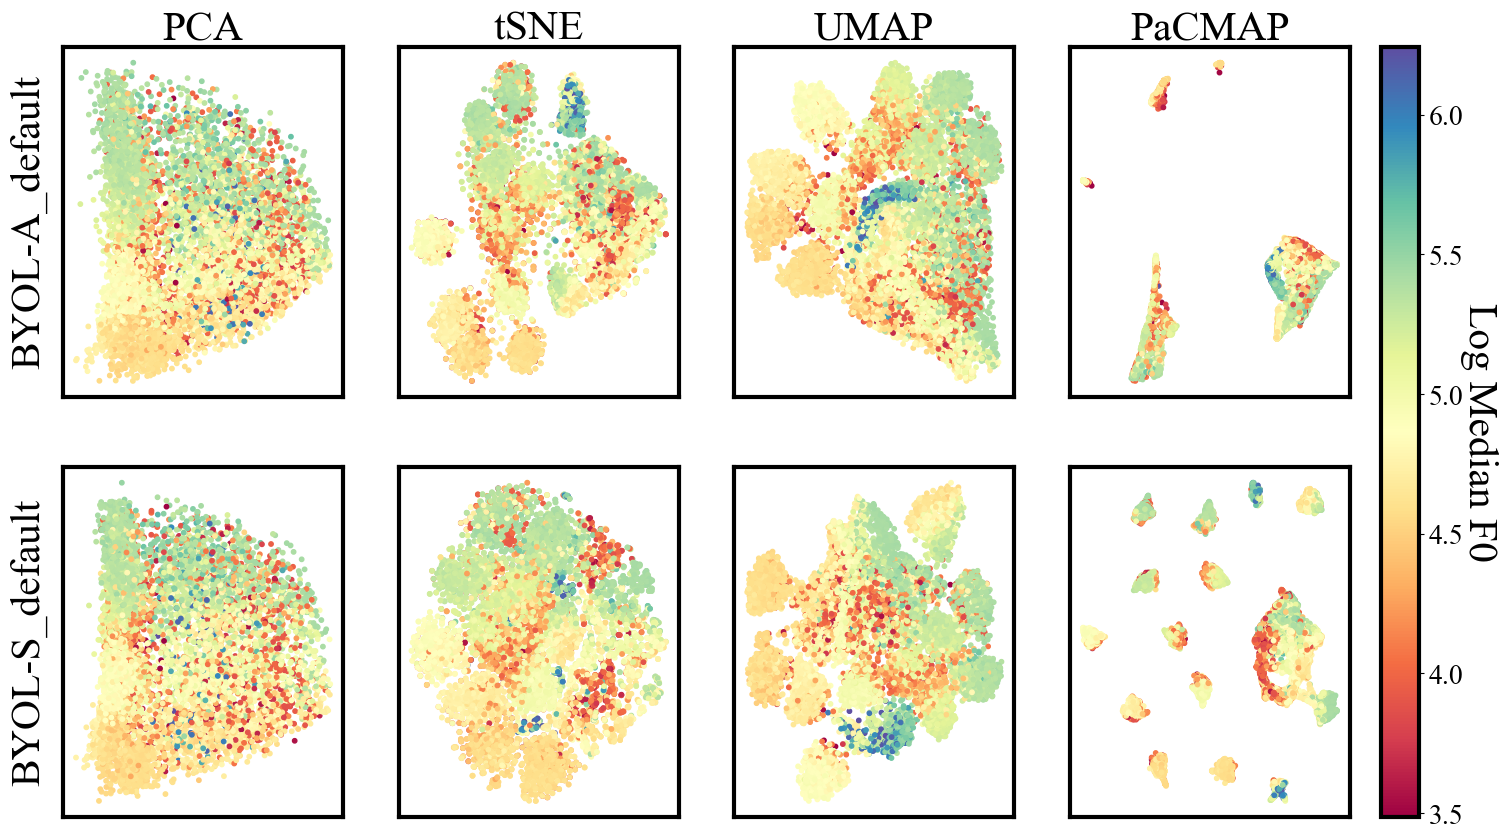 PCA
tSNE
UMAP
PaCMAP
BYOL-A_default
BYOL-S_default
6.0
5.5
5.0
4.5
4.0
3.5
Log Median F0